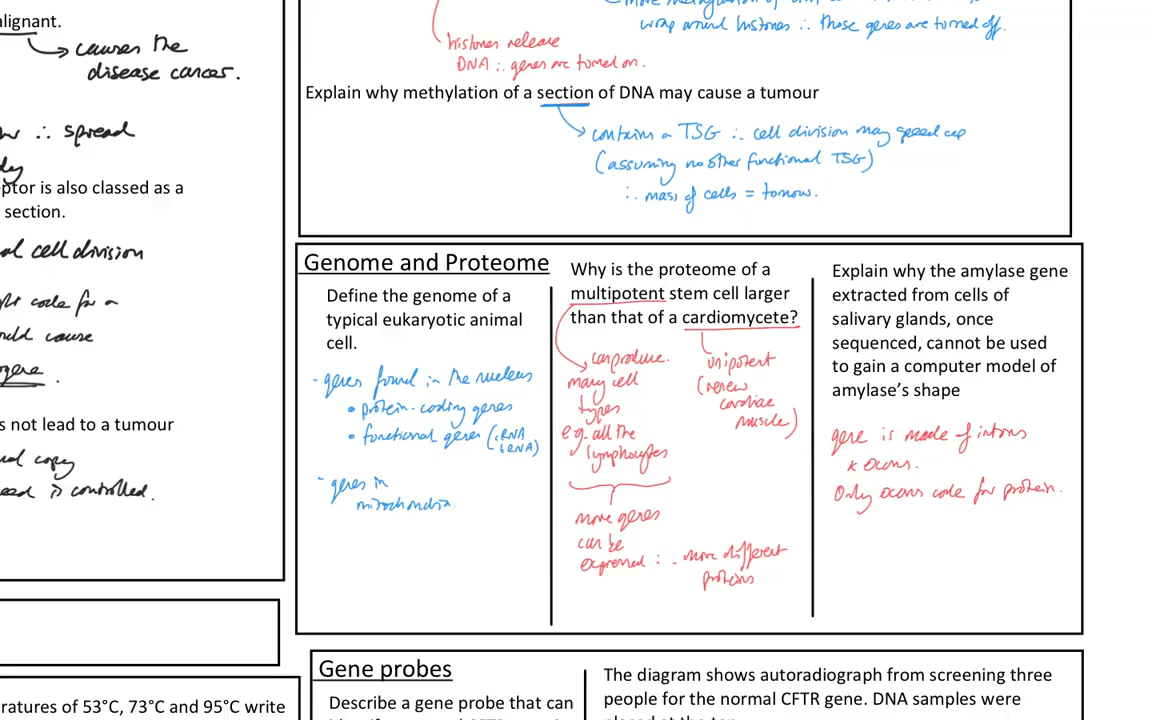 alignant.
causes the
disease cancer.
∴ spread
ptor is also classed as a
section.
cell division
code for a
cause
s not lead to a tumour
copy
is controlled.
ratures of 53°C, 73°C and 95°C write
wrap around histones ∴ those genes are turned off.
histones release
DNA ∴ genes are turned on.
Explain why methylation of a section of DNA may cause a tumour
contains a TSG ∴ cell division may speed up
(assuming no other functional TSG)
∴ mass of cells = tumour.
Genome and Proteome
Define the genome of a
typical eukaryotic animal
cell.
- genes found in the nucleus
• protein-coding genes
• functional genes (rRNA
tRNA)
- genes in
mitochondria.
Why is the proteome of a
multipotent stem cell larger
than that of a cardiomycete?
can produce
many cell
types
e.g. all the
lymphocytes
unipotent
(renew
cardiac
muscle)
more genes
can be
expressed ∴ more different
proteins
Explain why the amylase gene
extracted from cells of
salivary glands, once
sequenced, cannot be used
to gain a computer model of
amylase's shape
gene is made of introns
& exons.
Only exons code for protein.
Gene probes
Describe a gene probe that can
The diagram shows autoradiograph from screening three
people for the normal CFTR gene. DNA samples were